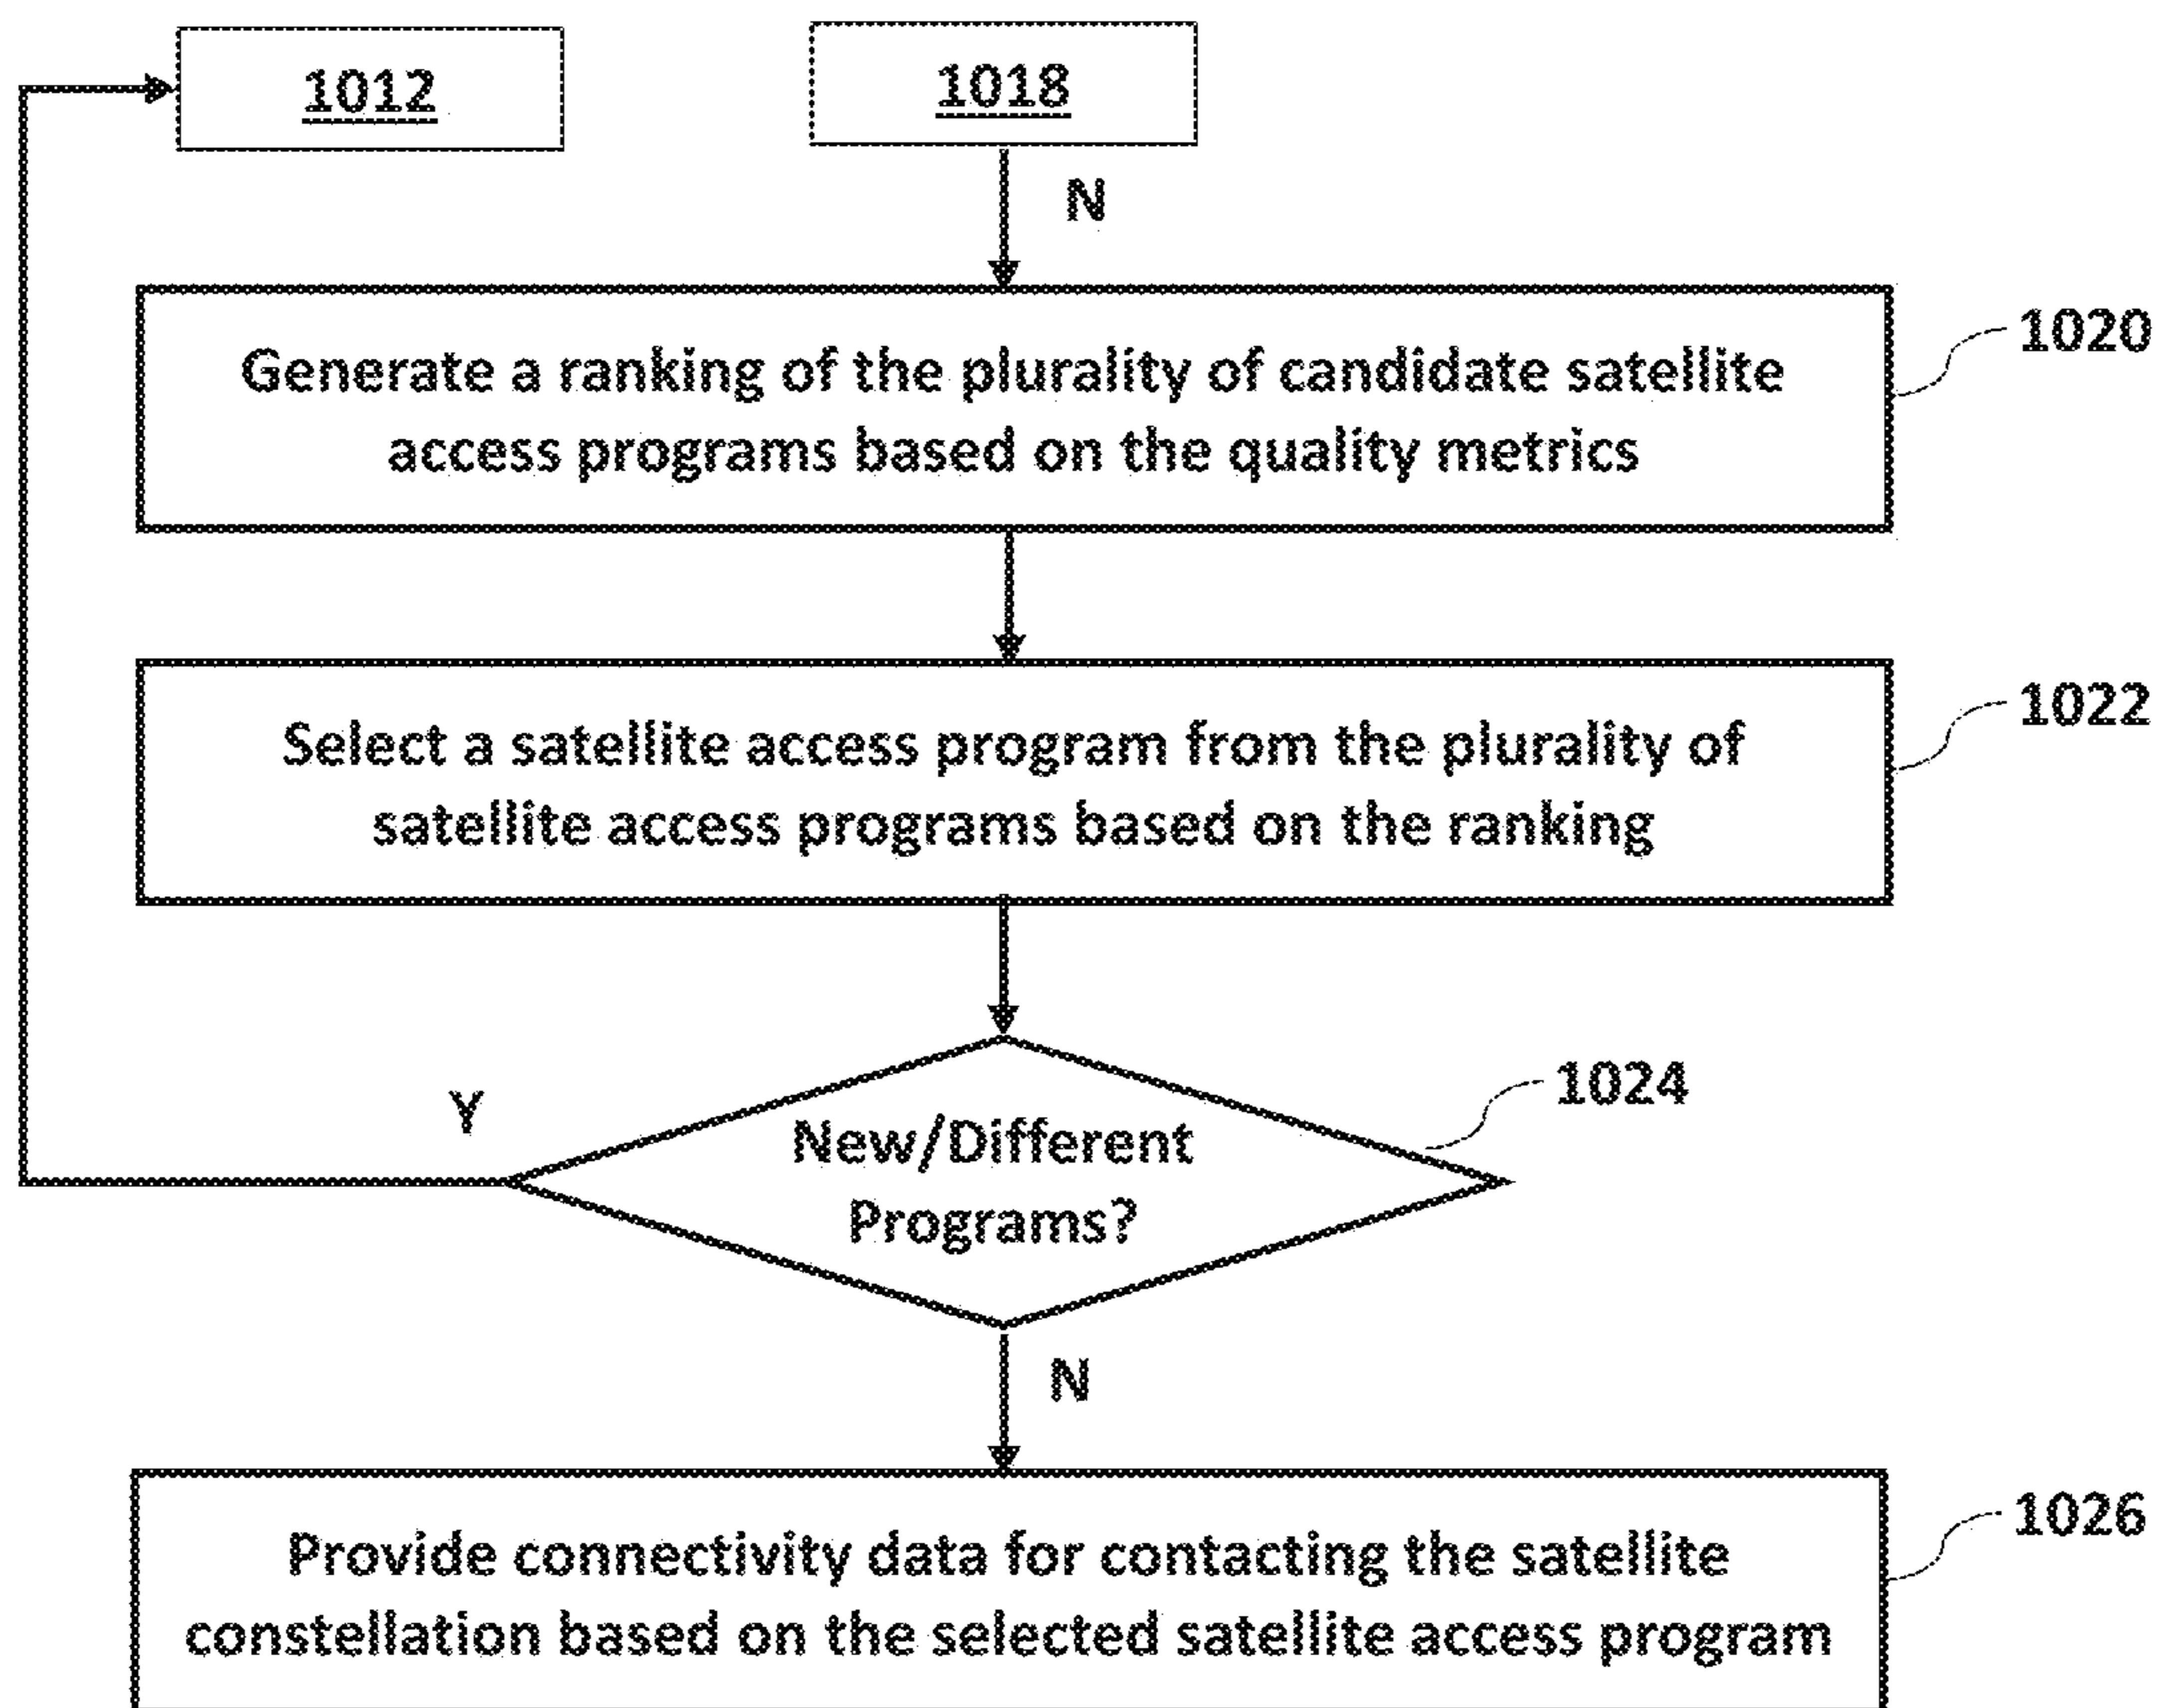 1012
1018
N
Generate a ranking of the plurality of candidate satellite
access programs based on the quality metrics
1020
Select a satellite access program from the plurality of
satellite access programs based on the ranking
1022
Y
New/Different
Programs?
1024
N
Provide connectivity data for contacting the satellite
constellation based on the selected satellite access program
1026